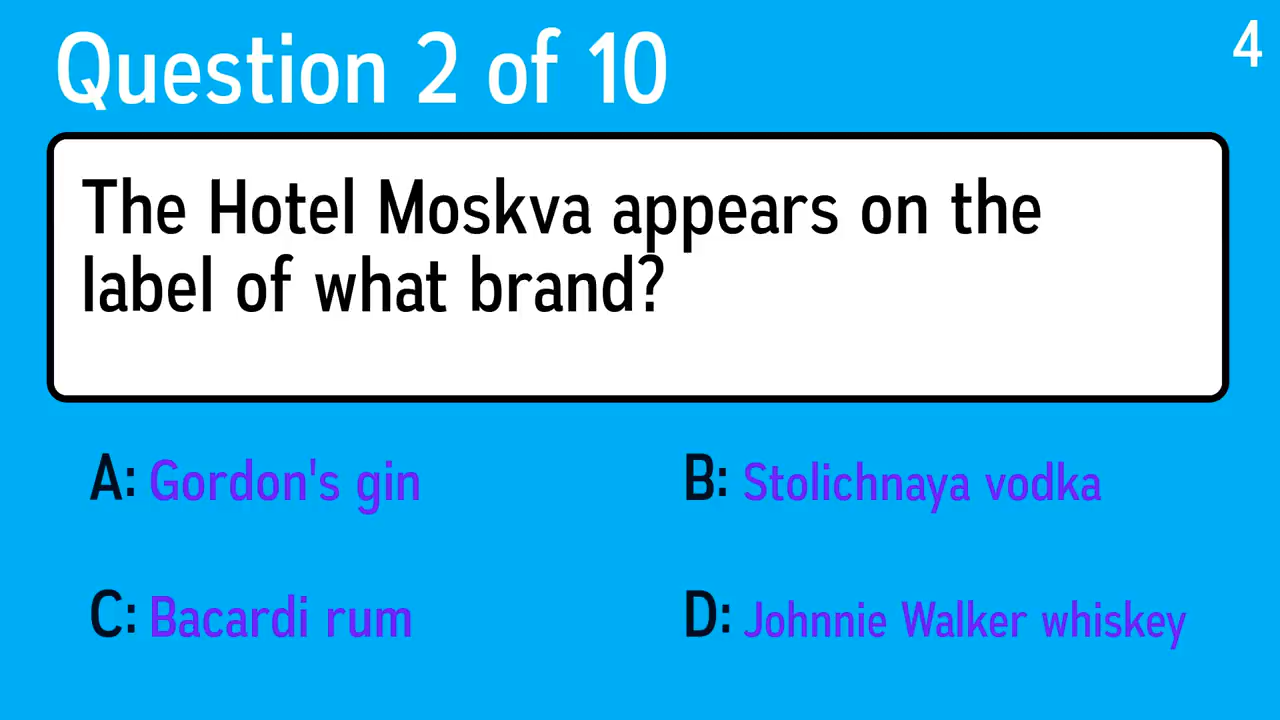 Question 2 of 10
4
The Hotel Moskva appears on the
label of what brand?
A: Gordon's gin
B: Stolichnaya vodka
C: Bacardi rum
D: Johnnie Walker whiskey